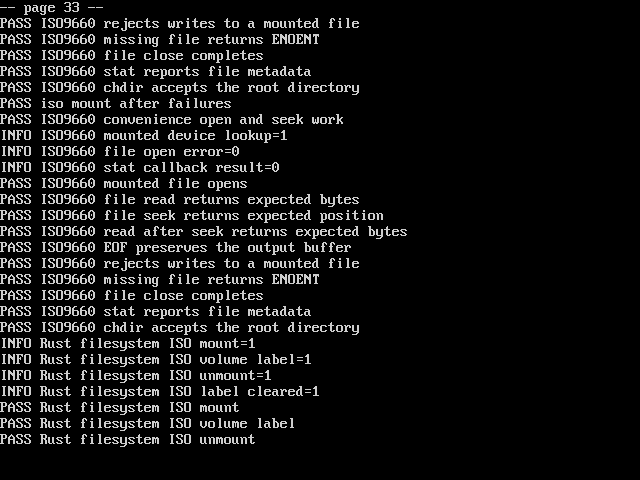 -- page 33 --
PASS ISO9660 rejects writes to a mounted file
PASS ISO9660 missing file returns ENOENT
PASS ISO9660 file close completes
PASS ISO9660 stat reports file metadata
PASS ISO9660 chdir accepts the root directory
PASS iso mount after failures
PASS ISO9660 convenience open and seek work
INFO ISO9660 mounted device lookup=1
INFO ISO9660 file open error=0
INFO ISO9660 stat callback result=0
PASS ISO9660 mounted file opens
PASS ISO9660 file read returns expected bytes
PASS ISO9660 file seek returns expected position
PASS ISO9660 read after seek returns expected bytes
PASS ISO9660 EOF preserves the output buffer
PASS ISO9660 rejects writes to a mounted file
PASS ISO9660 missing file returns ENOENT
PASS ISO9660 file close completes
PASS ISO9660 stat reports file metadata
PASS ISO9660 chdir accepts the root directory
INFO Rust filesystem ISO mount=1
INFO Rust filesystem ISO volume label=1
INFO Rust filesystem ISO unmount=1
INFO Rust filesystem ISO label cleared=1
PASS Rust filesystem ISO mount
PASS Rust filesystem ISO volume label
PASS Rust filesystem ISO unmount